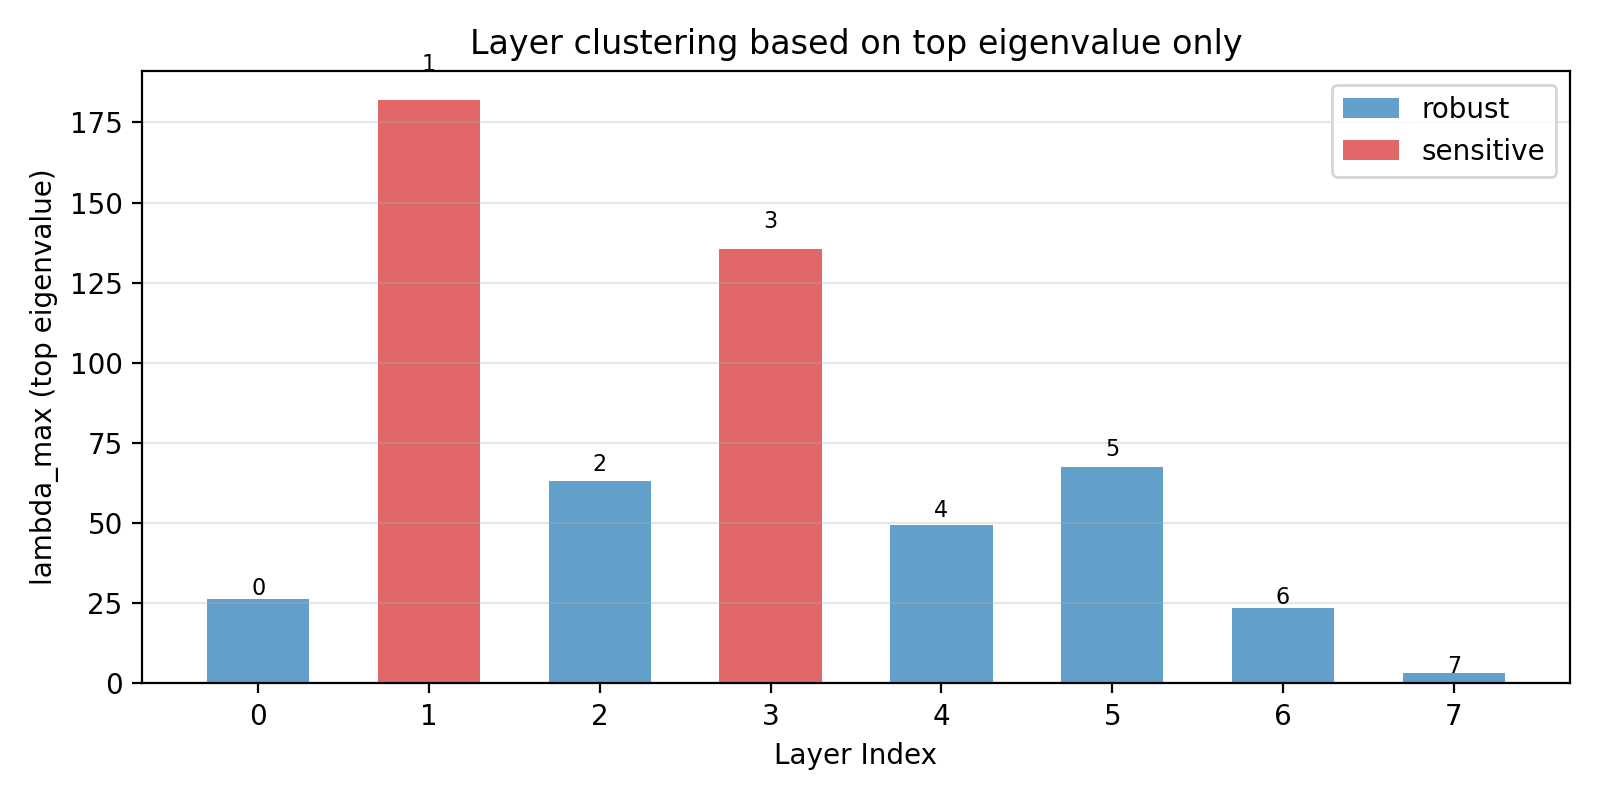 Layer clustering based on top eigenvalue only
1
175
robust
sensitive
150
3
125
100
lambda_max (top eigenvalue)
75
5
2
50
4
25
0
6
7
0
0 1 2 3 4 5 6 7
Layer Index